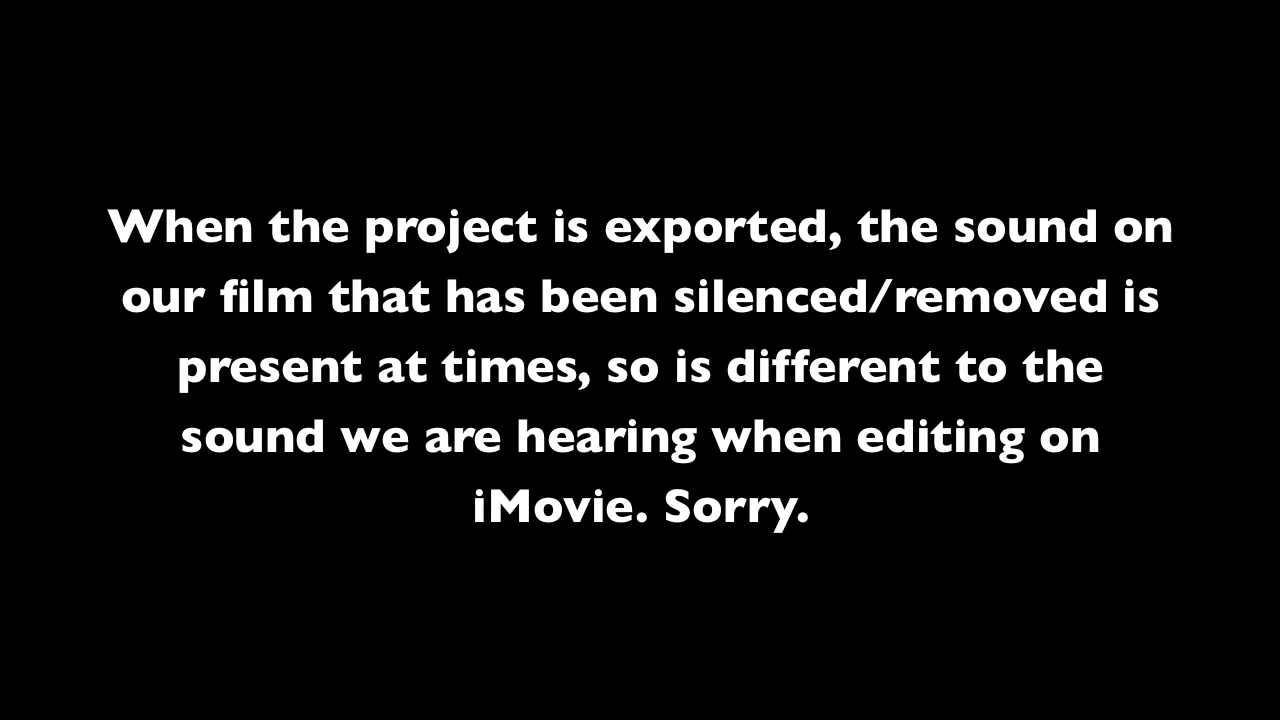 When the project is exported, the sound on
our film that has been silenced/removed is
present at times, so is different to the
sound we are hearing when editing on
iMovie. Sorry.